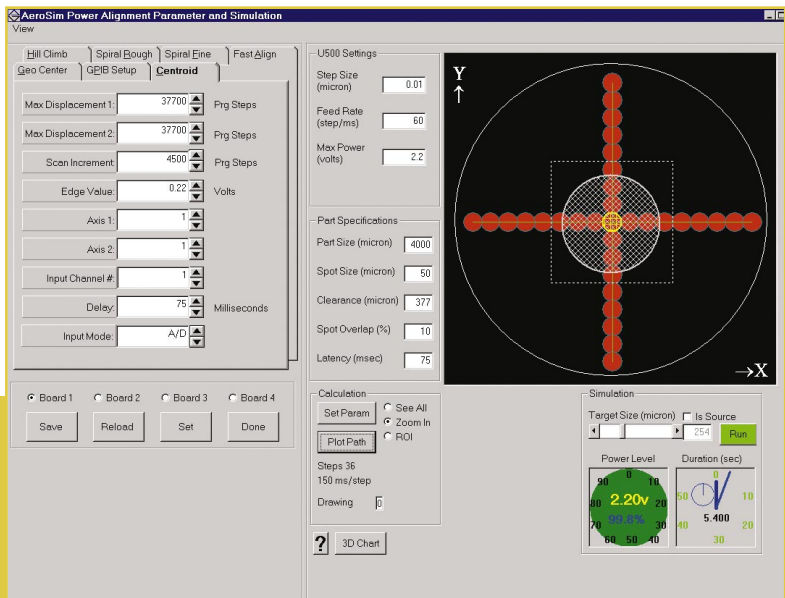 AeroSim Power Alignment Parameter and Simulation
View
Hill Climb Spiral Rough Spiral Fine Fast Align
Geo Center GPIB Setup Centroid
Max Displacement 1: 37700 Prg Steps
Max Displacement 2: 37700 Prg Steps
Scan Increment: 4500 Prg Steps
Edge Value: 0.22 Volts
Axis 1: 1
Axis 2: 1
Input Channel #: 1
Delay: 75 Milliseconds
Input Mode: A/D
Board 1 Board 2 Board 3 Board 4
Save Reload Set Done
U500 Settings
Step Size
(micron) 0.01
Feed Rate
(step/ms) 60
Max Power
(volts) 2.2
Part Specifications
Part Size (micron) 4000
Spot Size (micron) 50
Clearance (micron) 377
Spot Overlap (%) 10
Latency (msec) 75
Calculation
Set Param See All
Zoom In
Plot Path ROI
Steps 36
150 ms/step
Drawing 0
? 3D Chart
Y
X
Simulation
Target Size (micron) Is Source
254 Run
Power Level Duration (sec)
90 0 10
80 2.20v 20
99.8%
70 30
60 50 40
0
50 10
5.400
40 20
30